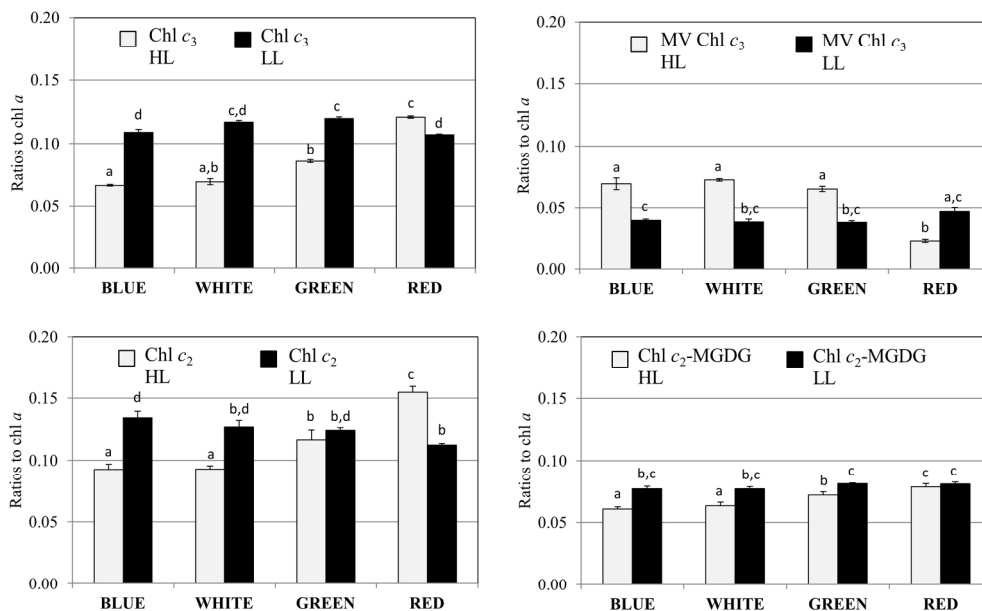 0.20
0.15
0.10
0.05
0.00
Ratios to chl a
Chl c₃
HL
Chl c₃
LL
a
d
a,b
c,d
b
c
c
d
BLUE
WHITE
GREEN
RED
0.20
0.15
0.10
0.05
0.00
Ratios to chl a
MV Chl c₃
HL
MV Chl c₃
LL
a
c
a
b,c
a
b,c
b
a,c
BLUE
WHITE
GREEN
RED
0.20
0.15
0.10
0.05
0.00
Ratios to chl a
Chl c₂
HL
Chl c₂
LL
a
d
a
b,d
b
b,d
c
b
BLUE
WHITE
GREEN
RED
0.20
0.15
0.10
0.05
0.00
Ratios to chl a
Chl c₂-MGDG
HL
Chl c₂-MGDG
LL
a
b,c
a
b,c
b
c
c
c
BLUE
WHITE
GREEN
RED